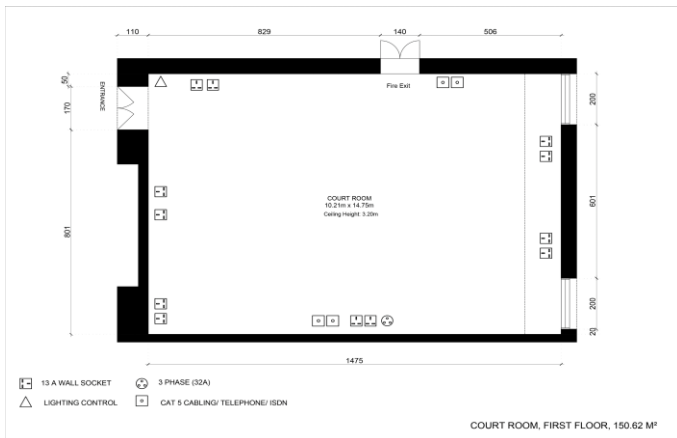 110
829
140
506
50
170
ENTRANCE
801
Fire Exit
200
601
200
20
COURT ROOM
10.21m x 14.75m
Ceiling Height: 3.20m
1475
13 A WALL SOCKET
3 PHASE (32A)
LIGHTING CONTROL
CAT 5 CABLING/ TELEPHONE/ ISDN
COURT ROOM, FIRST FLOOR, 150.62 M²